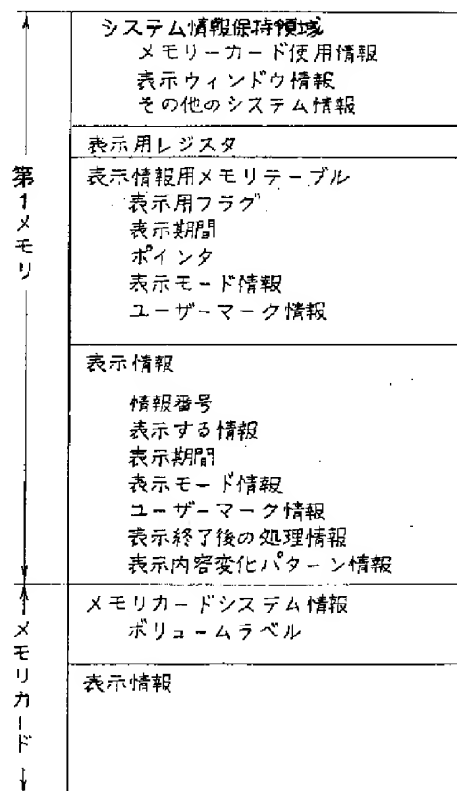 システム情報保持領域
メモリーカード使用情報
表示ウィンドウ情報
その他のシステム情報
表示用レジスタ
第1メモリ
表示情報用メモリテーブル
表示用フラグ
表示期間
ポインタ
表示モード情報
ユーザーマーク情報
表示情報
情報番号
表示する情報
表示期間
表示モード情報
ユーザーマーク情報
表示終了後の処理情報
表示内容変化パターン情報
メモリカード
メモリカードシステム情報
ボリュームラベル
表示情報